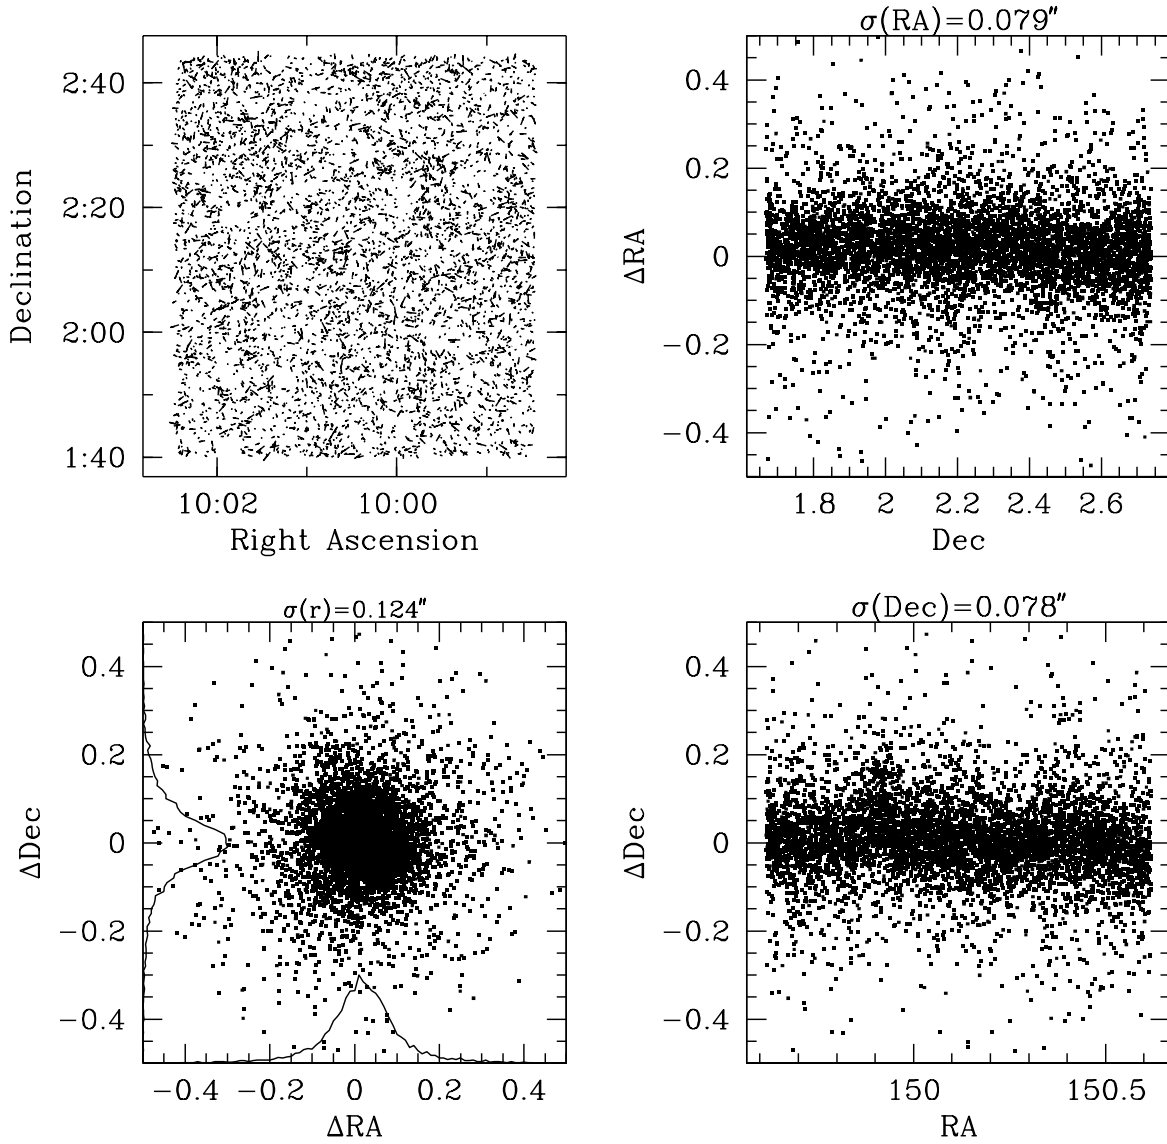 2:40
2:20
2:00
1:40
Declination
10:02 10:00
Right Ascension
σ(RA)=0.079"
0.4
0.2
0
−0.2
−0.4
ΔRA
1.8 2 2.2 2.4 2.6
Dec
σ(r)=0.124"
0.4
0.2
0
−0.2
−0.4
ΔDec
−0.4 −0.2 0 0.2 0.4
ΔRA
σ(Dec)=0.078"
0.4
0.2
0
−0.2
−0.4
ΔDec
150 150.5
RA